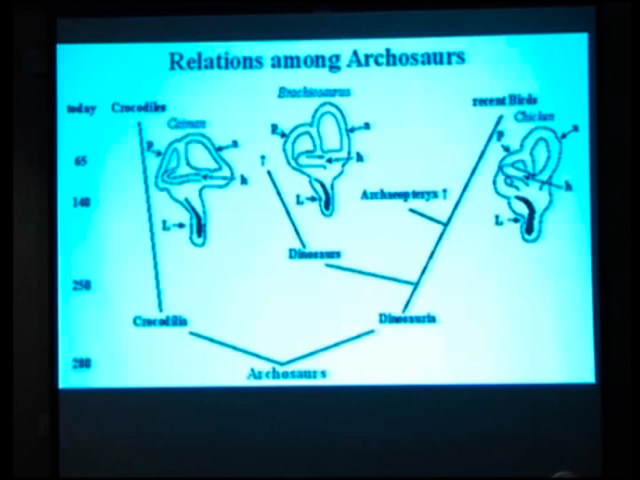 Relations among Archosaurs
today
Crocodiles
Brachiosaurus
recent Birds
Caiman
Chicken
P
a
h
L
P
a
h
L
P
a
h
L
65
140
250
280
↑
Archaeopteryx ↑
Dinosaurs
Crocodilia
Dinosauria
Archosaurs